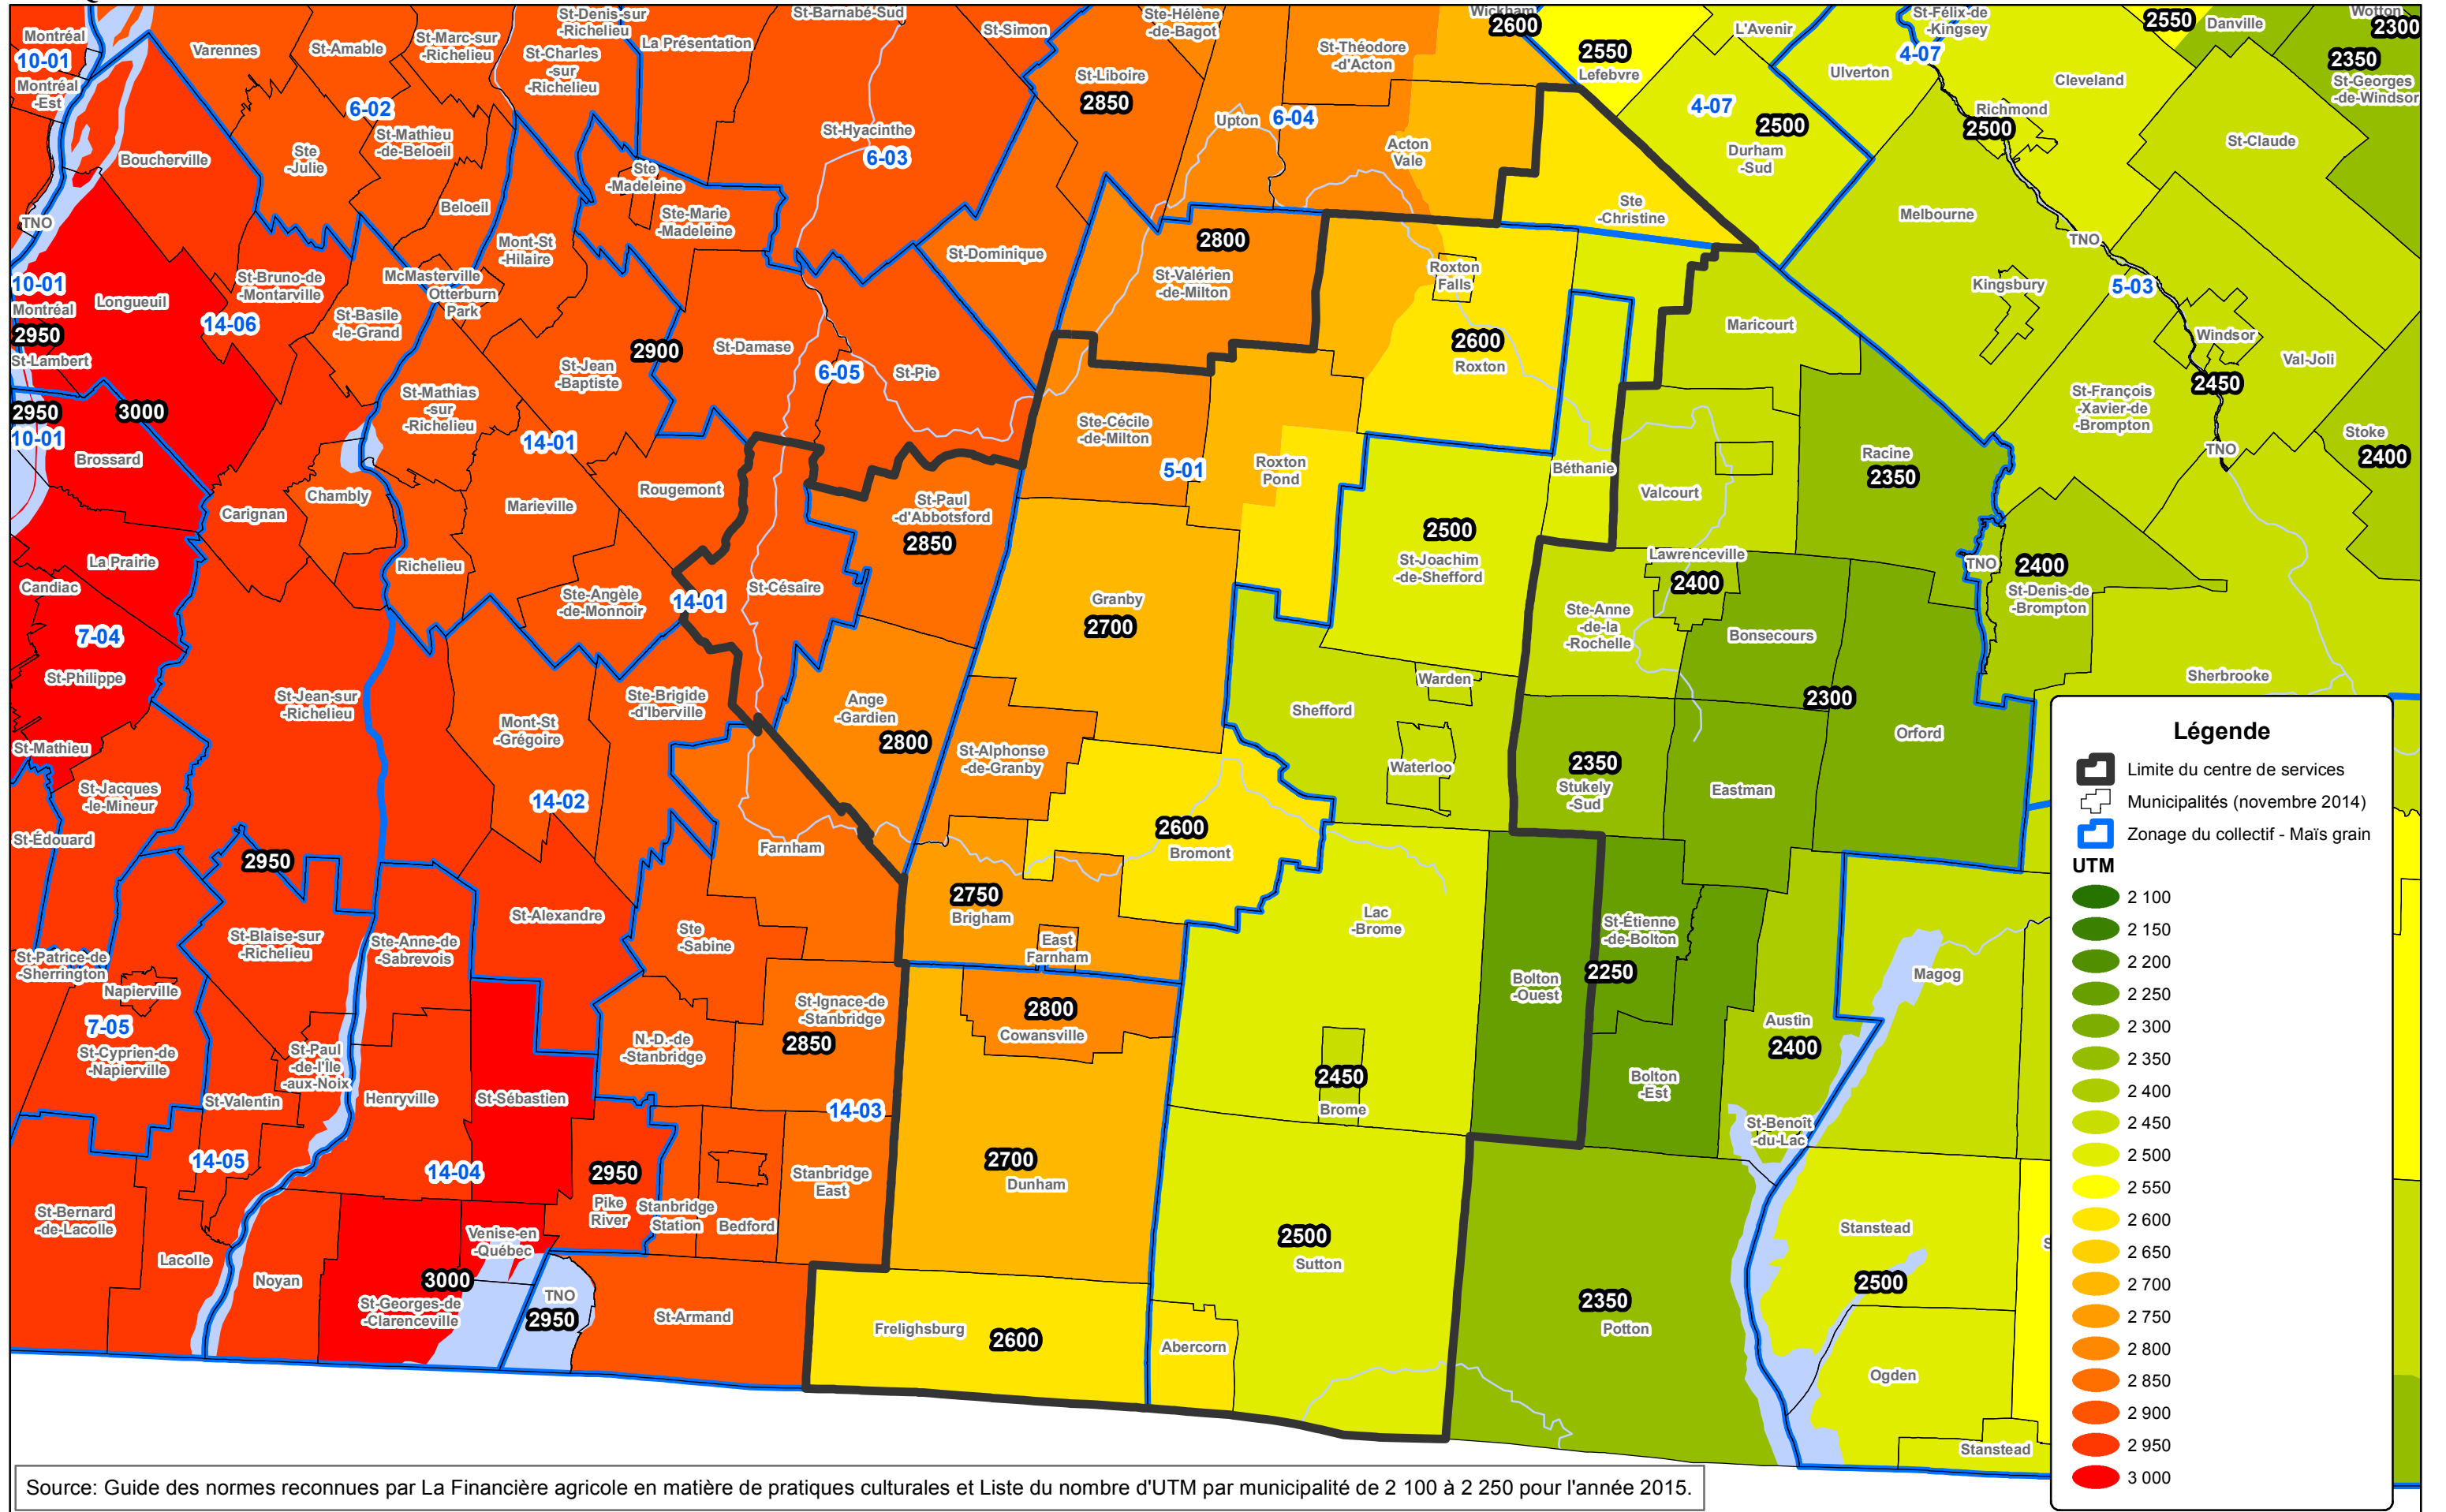 Montréal
10-01
Montréal
-Est
Varennes
St-Amable
St-Marc-sur
-Richelieu
St-Denis-sur
-Richelieu
St-Charles
-sur
-Richelieu
La Présentation
St-Barnabé-Sud
St-Simon
Ste-Hélène
-de-Bagot
St-Théodore
-d'Acton
Wickham
2600
2550
Lefebvre
L'Avenir
St-Félix-de
-Kingsey
4-07
Ulverton
2550
Danville
Wotton
2300
2350
St-Georges
-de-Windsor
Cleveland
Richmond
2500
St-Claude
6-02
St-Mathieu
-de-Beloeil
Boucherville
Ste
-Julie
Beloeil
Ste
-Madeleine
Ste-Marie
-Madeleine
St-Hyacinthe
6-03
St-Liboire
2850
Upton
6-04
Acton
Vale
4-07
2500
Durham
-Sud
Ste
-Christine
Melbourne
TNO
TNO
10-01
Montréal
2950
St-Lambert
Longueuil
14-06
St-Bruno-de
-Montarville
McMasterville
Otterburn
Park
Mont-St
-Hilaire
St-Basile
-le-Grand
St-Dominique
2800
St-Valérien
-de-Milton
Roxton
Falls
2600
Roxton
Maricourt
Kingsbury
5-03
Windsor
Val-Joli
2450
2900
St-Damase
6-05
St-Pie
St-Jean
-Baptiste
St-Mathias
-sur
-Richelieu
2950
10-01
3000
Brossard
14-01
Ste-Cécile
-de-Milton
5-01
Roxton
Pond
Béthanie
Valcourt
Racine
2350
St-François
-Xavier-de
-Brompton
TNO
Stoke
2400
Carignan
Chambly
Marieville
Rougemont
St-Paul
-d'Abbotsford
2850
2500
St-Joachim
-de-Shefford
Lawrenceville
2400
TNO
2400
St-Denis-de
-Brompton
La Prairie
Candiac
7-04
St-Philippe
Richelieu
Ste-Angèle
-de-Monnoir
14-01
St-Césaire
Granby
2700
Ste-Anne
-de-la
-Rochelle
Bonsecours
Sherbrooke
St-Jean-sur
-Richelieu
Mont-St
-Grégoire
Ste-Brigide
-d'Iberville
Ange
-Gardien
2800
St-Alphonse
-de-Granby
Shefford
Warden
Waterloo
2300
Orford
2350
Stukely
-Sud
Eastman
St-Mathieu
St-Jacques
-le-Mineur
St-Édouard
14-02
Farnham
2600
Bromont
2950
St-Alexandre
Ste
-Sabine
2750
Brigham
East
Farnham
Lac
-Brome
St-Étienne
-de-Bolton
2250
Bolton
-Ouest
Magog
St-Patrice-de
-Sherrington
Napierville
7-05
St-Cyprien-de
-Napierville
St-Blaise-sur
-Richelieu
Ste-Anne-de
-Sabrevois
St-Paul
-de-l'Île
-aux-Noix
St-Valentin
Henryville
St-Sébastien
N.-D.-de
-Stanbridge
St-Ignace-de
-Stanbridge
2850
14-03
2800
Cowansville
2450
Brome
Bolton
-Est
Austin
2400
St-Benoît
-du-Lac
14-05
14-04
2950
Pike
River
Stanbridge
Station
Bedford
Stanbridge
East
2700
Dunham
2500
Sutton
Stanstead
2500
St-Bernard
-de-Lacolle
Lacolle
Noyan
Venise-en
-Québec
3000
St-Georges-de
-Clarenceville
TNO
2950
St-Armand
Frelighsburg
2600
Abercorn
2350
Potton
Ogden
Stanstead
Légende
Limite du centre de services
Municipalités (novembre 2014)
Zonage du collectif - Maïs grain
UTM
2 100
2 150
2 200
2 250
2 300
2 350
2 400
2 450
2 500
2 550
2 600
2 650
2 700
2 750
2 800
2 850
2 900
2 950
3 000
Source: Guide des normes reconnues par La Financière agricole en matière de pratiques culturales et Liste du nombre d'UTM par municipalité de 2 100 à 2 250 pour l'année 2015.